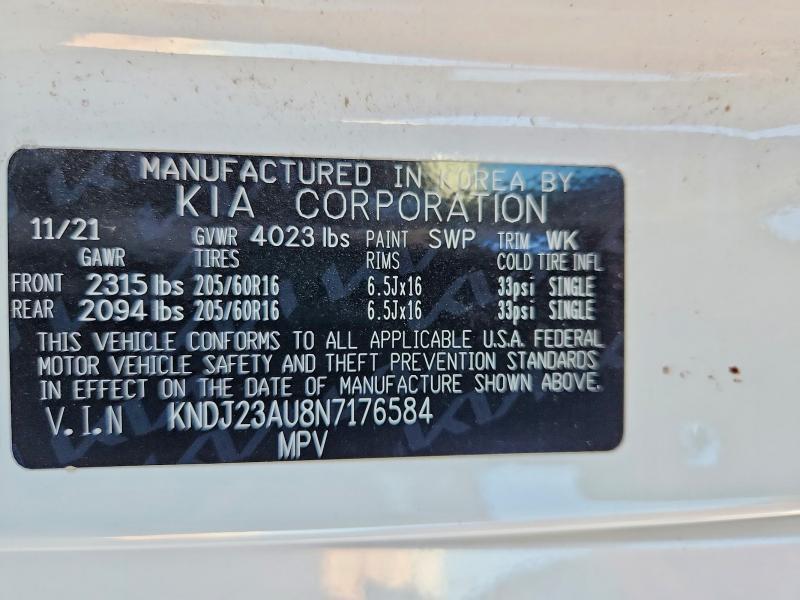 MANUFACTURED IN KOREA BY
KIA CORPORATION
11/21 GVWR 4023 lbs PAINT SWP TRIM WK
GAWR TIRES RIMS COLD TIRE INFL
FRONT 2315 lbs 205/60R16 6.5Jx16 33psi SINGLE
REAR 2094 lbs 205/60R16 6.5Jx16 33psi SINGLE
THIS VEHICLE CONFORMS TO ALL APPLICABLE U.S.A. FEDERAL
MOTOR VEHICLE SAFETY AND THEFT PREVENTION STANDARDS
IN EFFECT ON THE DATE OF MANUFACTURE SHOWN ABOVE.
V.I.N KNDJ23AU8N7176584
MPV